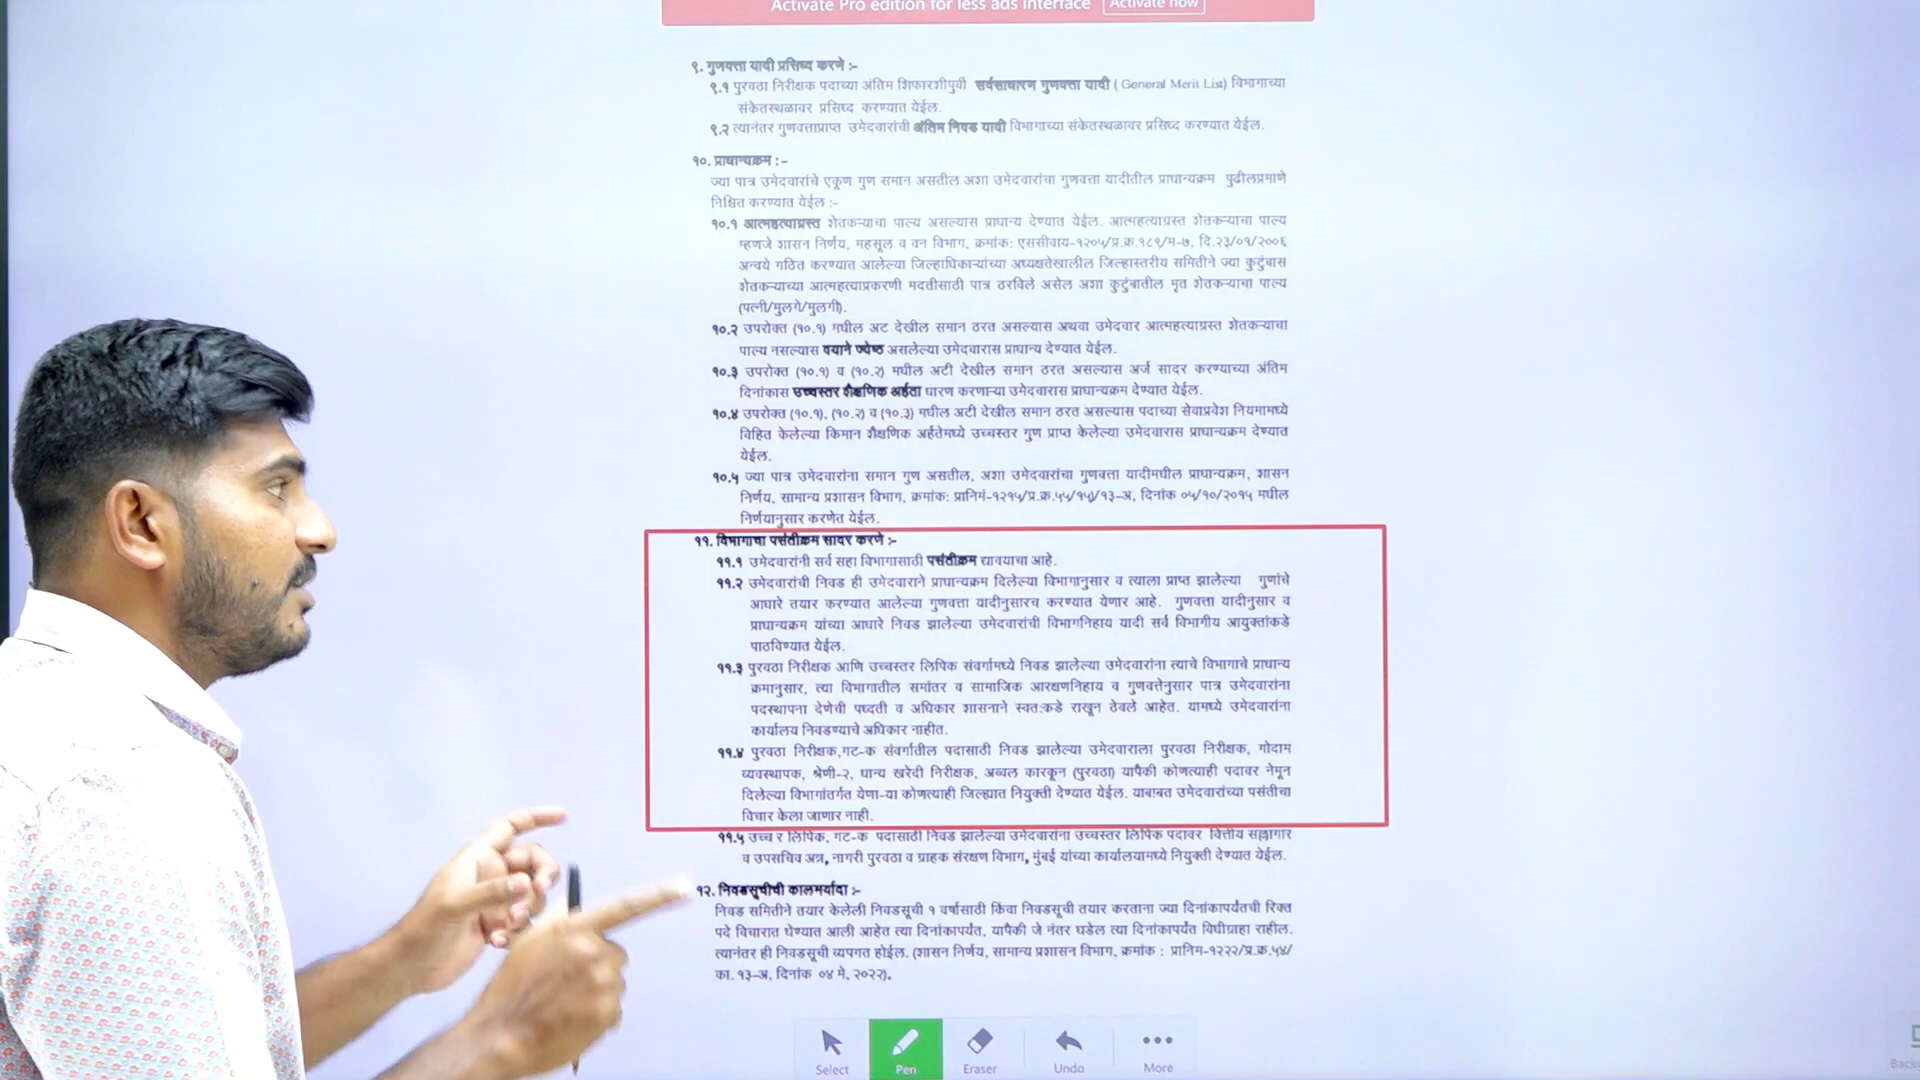 Activate Pro edition for less ads interface Activate now
९. गुणवत्ता यादी प्रसिध्द करणे :-
९.१ पुरवठा निरीक्षक पदाच्या अंतिम शिफारशीपुर्वी सर्वसाधारण गुणवत्ता यादी ( General Merit List) विभागाच्या
संकेतस्थळावर प्रसिध्द करण्यात येईल.
९.२ त्यानंतर गुणवत्ताप्राप्त उमेदवारांची अंतिम निवड यादी विभागाच्या संकेतस्थळावर प्रसिध्द करण्यात येईल.
१०. प्राधान्यक्रम :-
ज्या पात्र उमेदवारांचे एकूण गुण समान असतील अशा उमेदवारांचा गुणवत्ता यादीतील प्राधान्यक्रम पुढीलप्रमाणे
निश्चित करण्यात येईल :-
१०.१ आत्महत्याग्रस्त शेतकऱ्याचा पाल्य असल्यास प्राधान्य देण्यात येईल. आत्महत्याग्रस्त शेतकऱ्याचा पाल्य
म्हणजे शासन निर्णय, महसूल व वन विभाग, क्रमांक: एससीवाय-१२०५/प्र.क्र.१८९/म-७, दि.२३/०१/२००६
अन्वये गठित करण्यात आलेल्या जिल्हाधिकाऱ्यांच्या अध्यक्षतेखालील जिल्हास्तरीय समितीने ज्या कुटुंबास
शेतकऱ्याच्या आत्महत्याप्रकरणी मदतीसाठी पात्र ठरविले असेल अशा कुटुंबातील मृत शेतकऱ्याचा पाल्य
(पत्नी/मुलगे/मुलगी).
१०.२ उपरोक्त (१०.१) मधील अट देखील समान ठरत असल्यास अथवा उमेदवार आत्महत्याग्रस्त शेतकऱ्याचा
पाल्य नसल्यास वयाने ज्येष्ठ असलेल्या उमेदवारास प्राधान्य देण्यात येईल.
१०.३ उपरोक्त (१०.१) व (१०.२) मधील अटी देखील समान ठरत असल्यास अर्ज सादर करण्याच्या अंतिम
दिनांकास उच्चस्तर शैक्षणिक अर्हता धारण करणाऱ्या उमेदवारास प्राधान्यक्रम देण्यात येईल.
१०.४ उपरोक्त (१०.१), (१०.२) व (१०.३) मधील अटी देखील समान ठरत असल्यास पदाच्या सेवाप्रवेश नियमामध्ये
विहित केलेल्या किमान शैक्षणिक अर्हतेमध्ये उच्चस्तर गुण प्राप्त केलेल्या उमेदवारास प्राधान्यक्रम देण्यात
येईल.
१०.५ ज्या पात्र उमेदवारांना समान गुण असतील, अशा उमेदवारांचा गुणवत्ता यादीमधील प्राधान्यक्रम, शासन
निर्णय, सामान्य प्रशासन विभाग, क्रमांक: प्रानिमं-१२१५/प्र.क्र.५५/१५/१३-अ, दिनांक ०५/१०/२०१५ मधील
निर्णयानुसार करणेत येईल.
११. विभागाचा पसंतीक्रम सादर करणे :-
११.१ उमेदवारांनी सर्व सहा विभागासाठी पसंतीक्रम द्यावयाचा आहे.
११.२ उमेदवारांची निवड ही उमेदवाराने प्राधान्यक्रम दिलेल्या विभागानुसार व त्याला प्राप्त झालेल्या गुणांचे
आधारे तयार करण्यात आलेल्या गुणवत्ता यादीनुसारच करण्यात येणार आहे. गुणवत्ता यादीनुसार व
प्राधान्यक्रम यांच्या आधारे निवड झालेल्या उमेदवारांची विभागनिहाय यादी सर्व विभागीय आयुक्तांकडे
पाठविण्यात येईल.
११.३ पुरवठा निरीक्षक आणि उच्चस्तर लिपिक संवर्गामध्ये निवड झालेल्या उमेदवारांना त्याचे विभागाचे प्राधान्य
क्रमानुसार, त्या विभागातील समांतर व सामाजिक आरक्षणनिहाय व गुणवत्तेनुसार पात्र उमेदवारांना
पदस्थापना देणेची पध्दती व अधिकार शासनाने स्वत:कडे राखून ठेवले आहेत. यामध्ये उमेदवारांना
कार्यालय निवडण्याचे अधिकार नाहीत.
११.४ पुरवठा निरीक्षक,गट-क संवर्गातील पदासाठी निवड झालेल्या उमेदवाराला पुरवठा निरीक्षक, गोदाम
व्यवस्थापक, श्रेणी-२, धान्य खरेदी निरीक्षक, अव्वल कारकून (पुरवठा) यापैकी कोणत्याही पदावर नेमून
दिलेल्या विभागांतर्गत येणा-या कोणत्याही जिल्ह्यात नियुक्ती देण्यात येईल. याबाबत उमेदवारांच्या पसंतीचा
विचार केला जाणार नाही.
११.५ उच्च र लिपिक, गट-क पदासाठी निवड झालेल्या उमेदवारांना उच्चस्तर लिपिक पदावर वित्तीय सल्लागार
व उपसचिव अन्न, नागरी पुरवठा व ग्राहक संरक्षण विभाग, मुंबई यांच्या कार्यालयामध्ये नियुक्ती देण्यात येईल.
१२. निवडसूचीची कालमर्यादा :-
निवड समितीने तयार केलेली निवडसूची १ वर्षासाठी किंवा निवडसूची तयार करताना ज्या दिनांकापर्यंतची रिक्त
पदे विचारात घेण्यात आली आहेत त्या दिनांकापर्यंत, यापैकी जे नंतर घडेल त्या दिनांकापर्यंत विधीग्राह्य राहील.
त्यानंतर ही निवडसूची व्यपगत होईल. (शासन निर्णय, सामान्य प्रशासन विभाग, क्रमांक : प्रानिम-१२२२/प्र.क्र.५४/
का. १३-अ, दिनांक ०४ मे, २०२२).
Select Pen Eraser Undo More